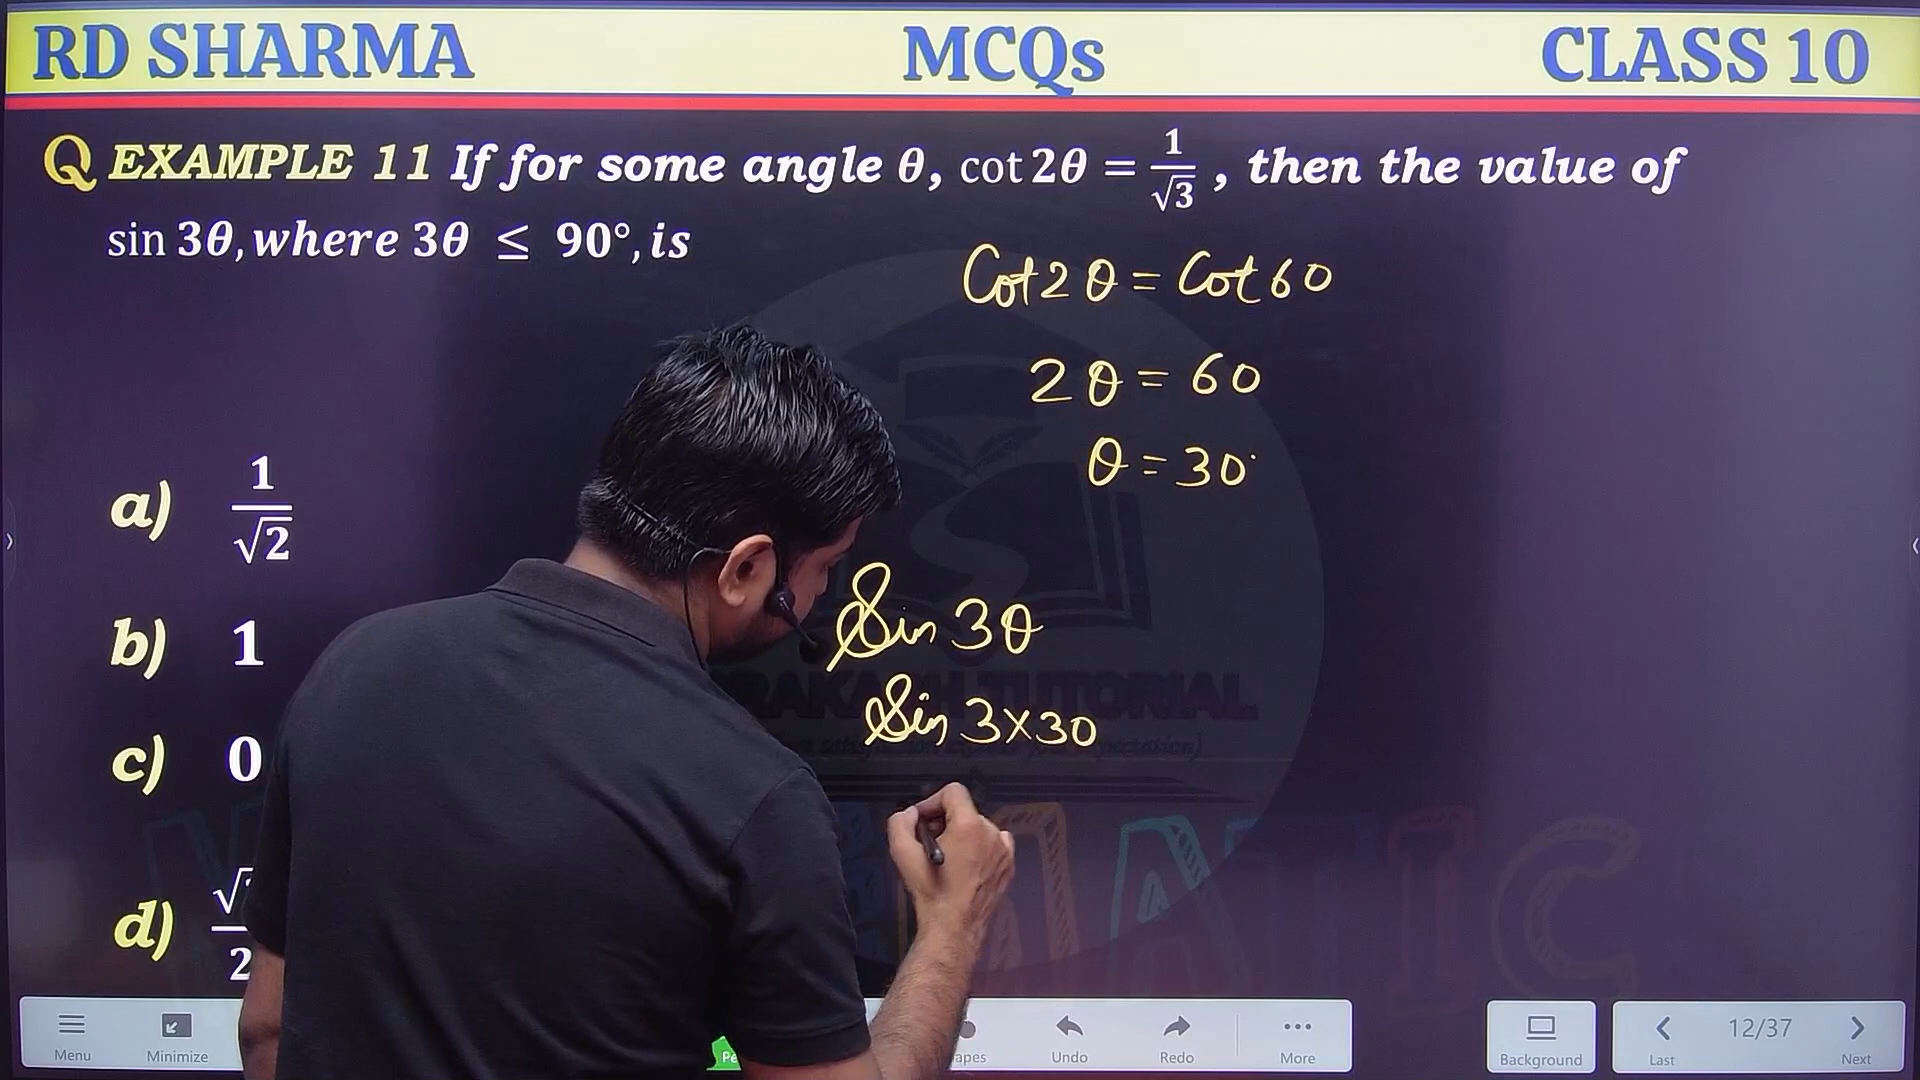 RD SHARMA MCQs CLASS 10
Q EXAMPLE 11 If for some angle θ, cot 2θ = 1/√3 , then the value of
sin 3θ, where 3θ ≤ 90°, is
Cot 2θ = Cot 60
2θ = 60
θ = 30°
a) 1/√2
b) 1
c) 0
d)
Sin 3θ
Sin 3×30
TUTORIAL
Menu Minimize Undo Redo More Background Last 12/37 Next